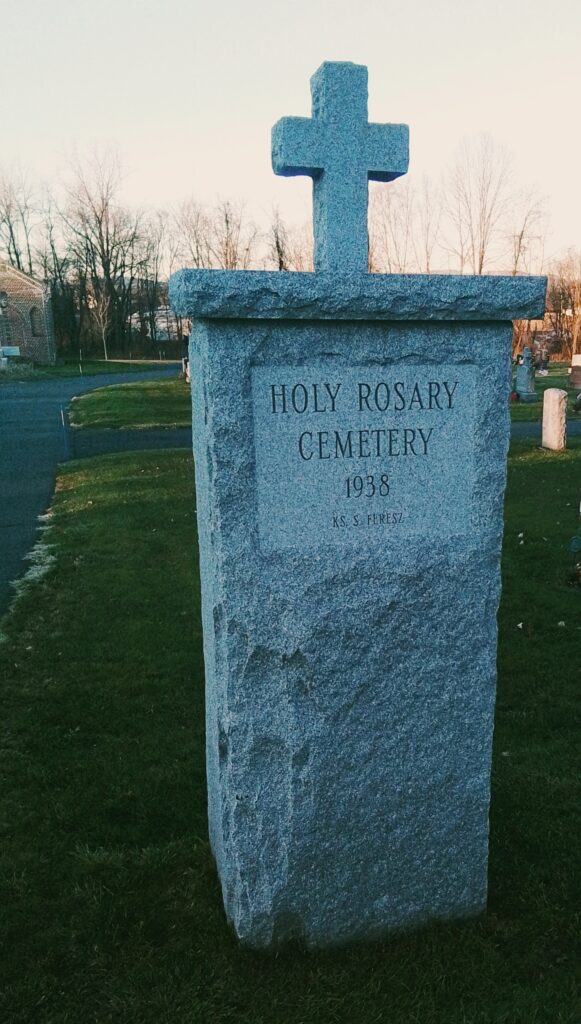 HOLY ROSARY
CEMETERY
1938
KS. S. FERESZ